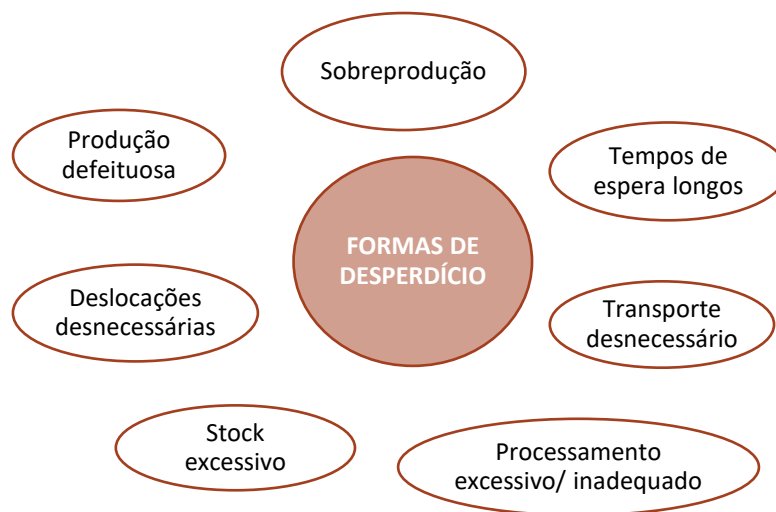 Sobreprodução
Produção
defeituosa
Tempos de
espera longos
FORMAS DE
DESPERDÍCIO
Deslocações
desnecessárias
Transporte
desnecessário
Stock
excessivo
Processamento
excessivo/ inadequado